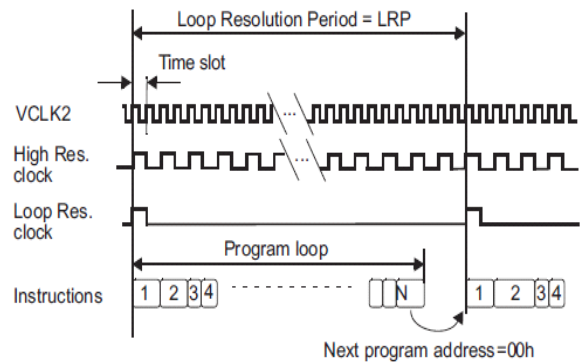 Loop Resolution Period = LRP
Time slot
VCLK2
...
High Res.
clock
...
Loop Res.
clock
Program loop
Instructions
1 2 3 4
N
1 2 3 4
Next program address=00h